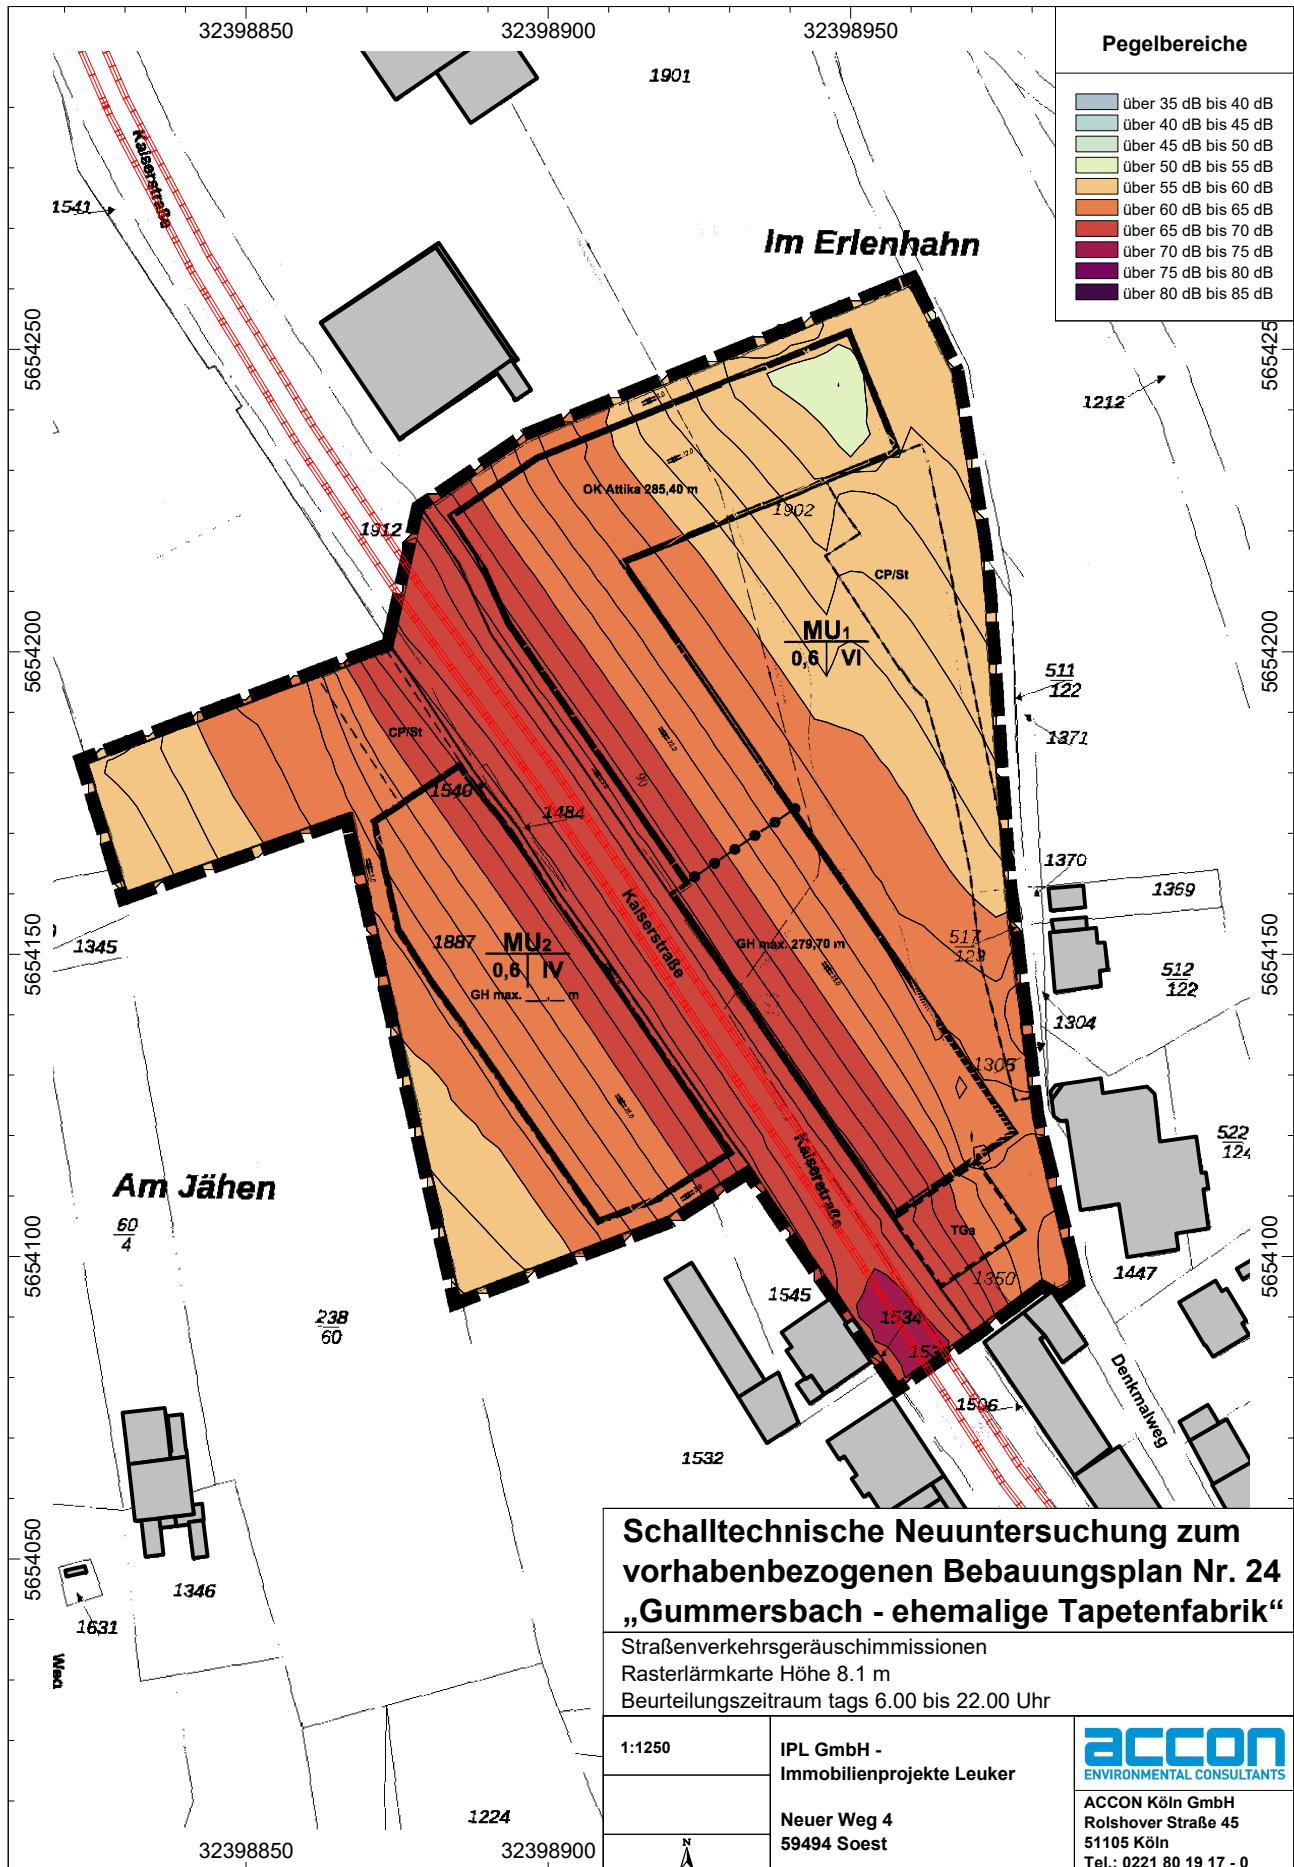 32398850
32398900
32398950
Pegelbereiche
über 35 dB bis 40 dB
über 40 dB bis 45 dB
über 45 dB bis 50 dB
über 50 dB bis 55 dB
über 55 dB bis 60 dB
über 60 dB bis 65 dB
über 65 dB bis 70 dB
über 70 dB bis 75 dB
über 75 dB bis 80 dB
über 80 dB bis 85 dB
1901
Kaiserstraße
1541
Im Erlenhahn
5654250
5654250
1212
OK Attika 285,40 m
1902
1912
CP/St
MU1
0,6 VI
5654200
5654200
511
122
1371
CP/St
90
1540
1484
1370
1369
Kaiserstraße
1887
MU2
0,6 IV
GH max. __,__ m
GH max. 279,70 m
517
123
1345
5654150
5654150
512
122
1304
1305
522
124
Kaiserstraße
Am Jähen
60
4
TGa
5654100
5654100
1350
1447
1545
1534
238
60
Denkmalweg
1506
1532
5654050
1346
1631
1224
Schalltechnische Neuuntersuchung zum
vorhabenbezogenen Bebauungsplan Nr. 24
„Gummersbach - ehemalige Tapetenfabrik“
Straßenverkehrsgeräuschimmissionen
Rasterlärmkarte Höhe 8.1 m
Beurteilungszeitraum tags 6.00 bis 22.00 Uhr
1:1250
IPL GmbH -
Immobilienprojekte Leuker
Neuer Weg 4
59494 Soest
N
accon
ENVIRONMENTAL CONSULTANTS
ACCON Köln GmbH
Rolshover Straße 45
51105 Köln
Tel.: 0221 80 19 17 - 0
32398850
32398900